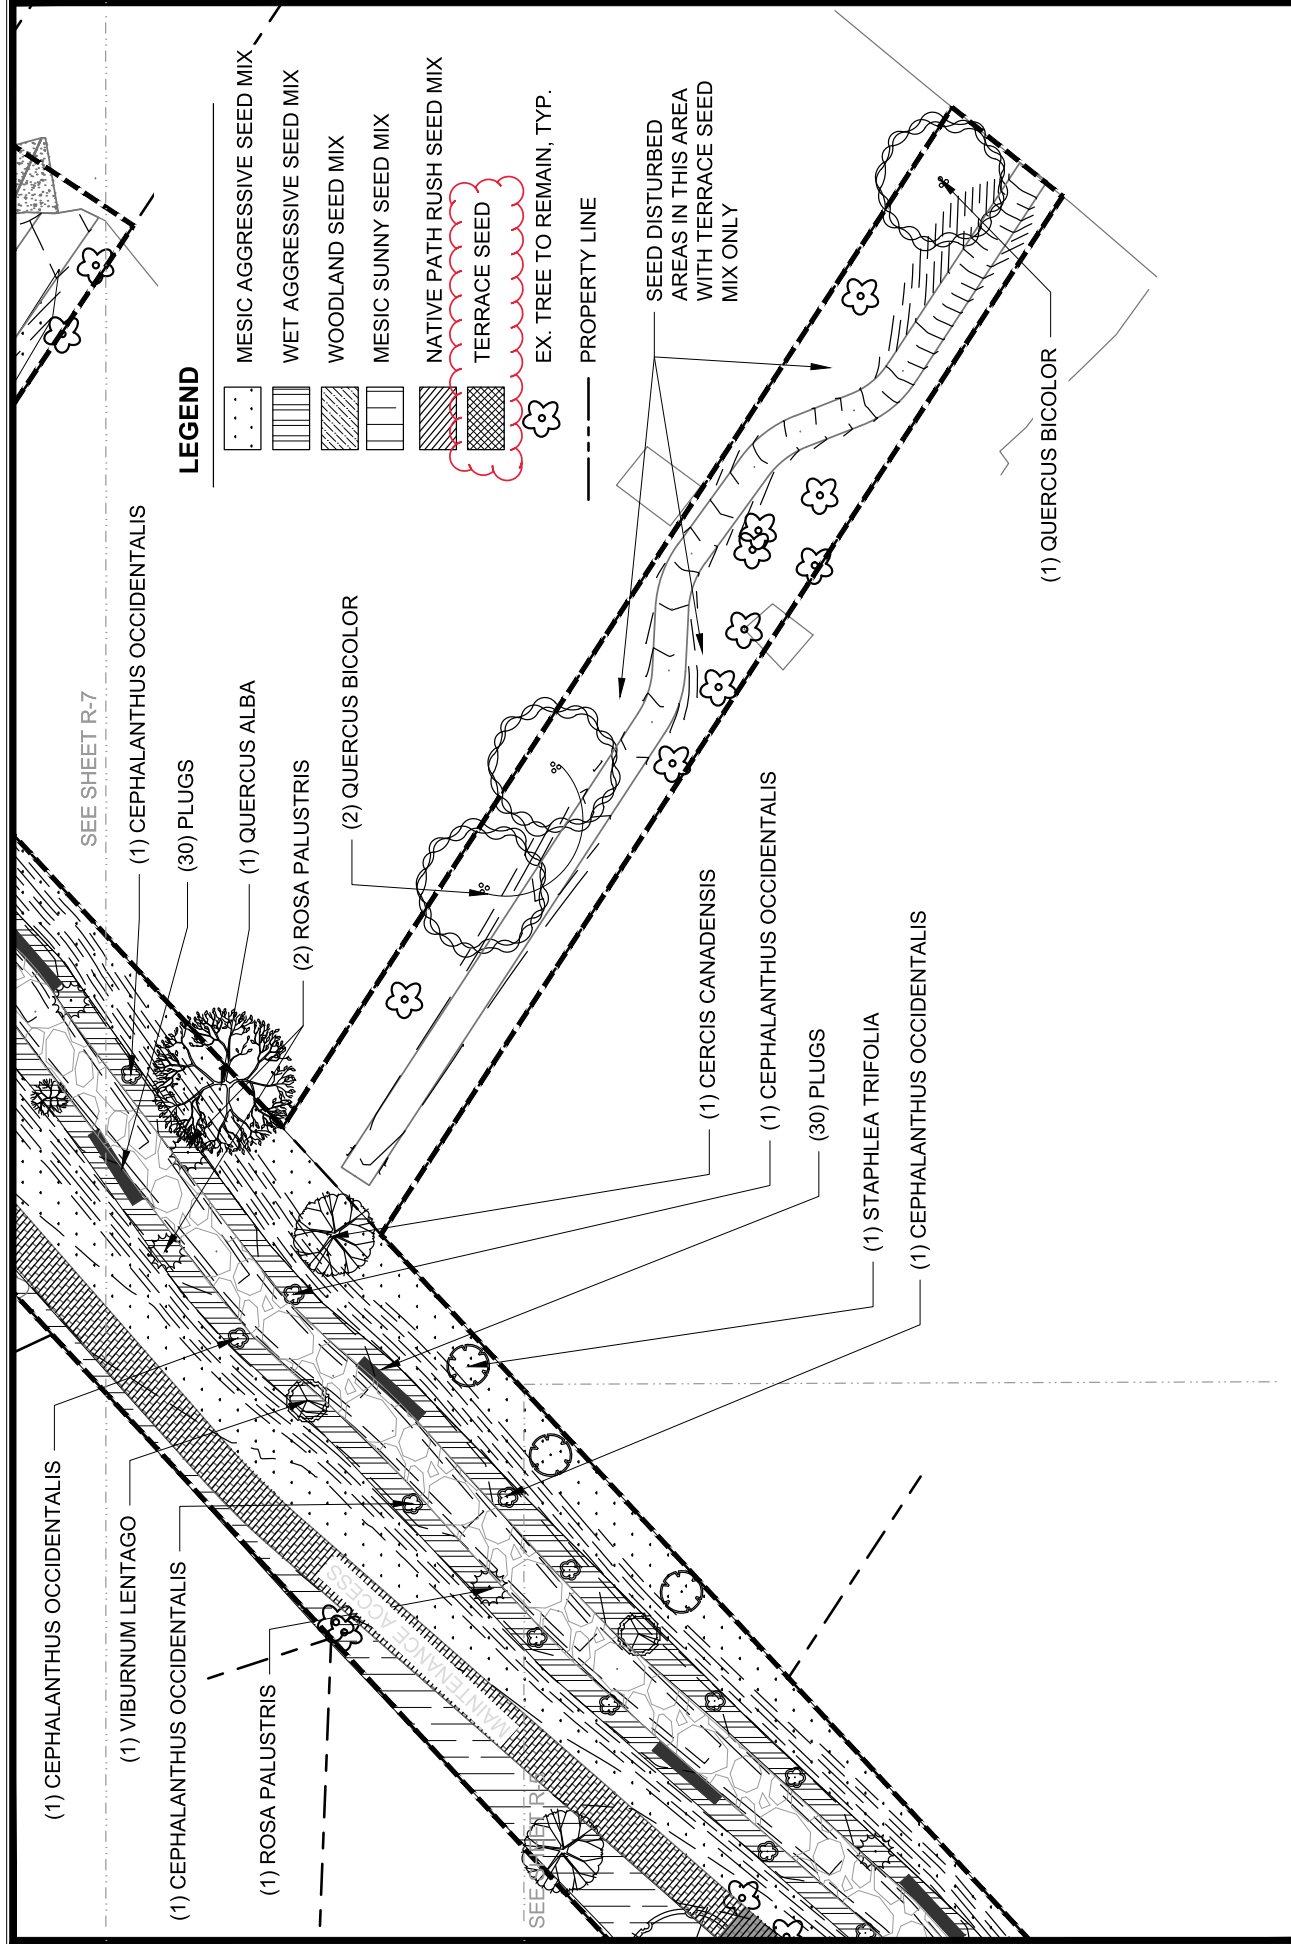 LEGEND
MESIC AGGRESSIVE SEED MIX
WET AGGRESSIVE SEED MIX
WOODLAND SEED MIX
MESIC SUNNY SEED MIX
NATIVE PATH RUSH SEED MIX
TERRACE SEED
EX. TREE TO REMAIN, TYP.
PROPERTY LINE
SEED DISTURBED
AREAS IN THIS AREA
WITH TERRACE SEED
MIX ONLY
SEE SHEET R-7
(1) CEPHALANTHUS OCCIDENTALIS
(30) PLUGS
(1) QUERCUS ALBA
(2) ROSA PALUSTRIS
(2) QUERCUS BICOLOR
(1) QUERCUS BICOLOR
(1) CERCIS CANADENSIS
(1) CEPHALANTHUS OCCIDENTALIS
(30) PLUGS
(1) STAPHLEA TRIFOLIA
(1) CEPHALANTHUS OCCIDENTALIS
(1) CEPHALANTHUS OCCIDENTALIS
(1) VIBURNUM LENTAGO
(1) CEPHALANTHUS OCCIDENTALIS
(1) ROSA PALUSTRIS
MAINTENANCE ACCESS
SEE SHEET